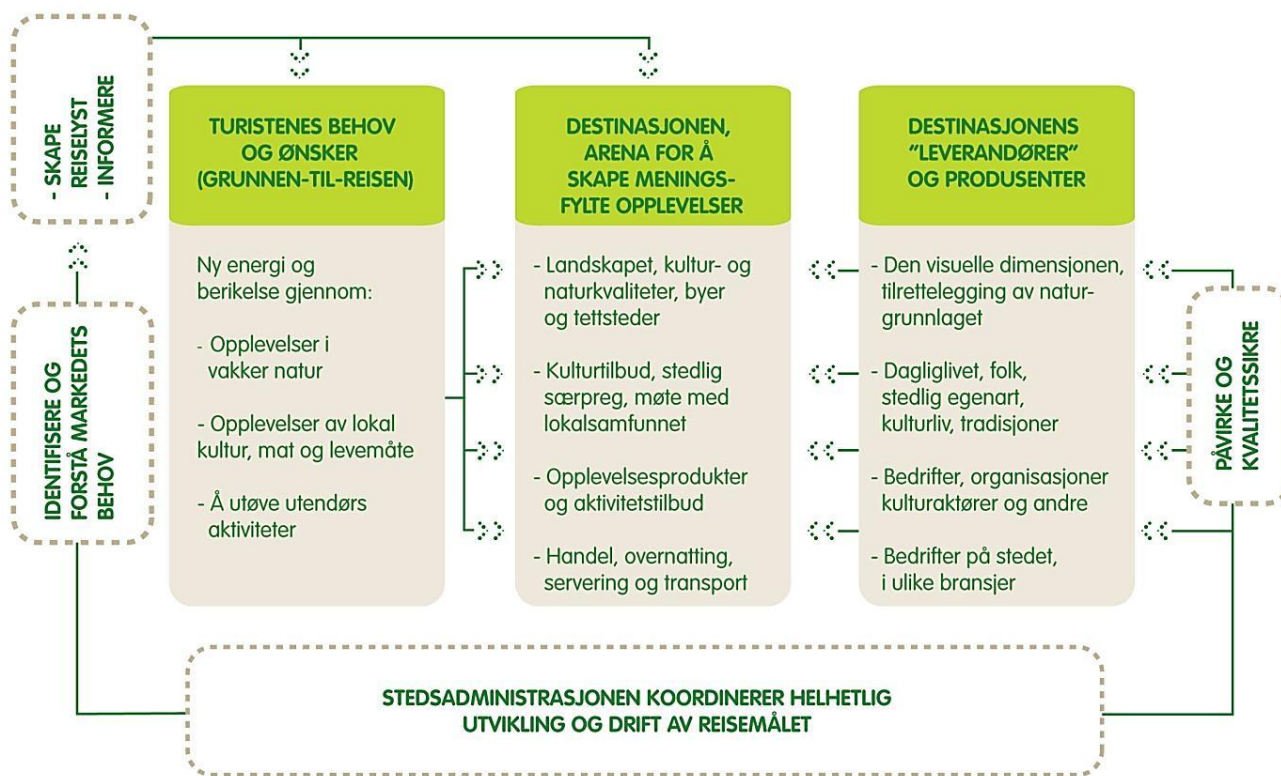 - SKAPE
REISELYST
- INFORMERE
IDENTIFISERE OG
FORSTÅ MARKEDETS
BEHOV
TURISTENES BEHOV
OG ØNSKER
(GRUNNEN-TIL-REISEN)
Ny energi og
berikelse gjennom:
- Opplevelser i
vakker natur
- Opplevelser av lokal
kultur, mat og levemåte
- Å utøve utendørs
aktiviteter
DESTINASJONEN,
ARENA FOR Å
SKAPE MENINGS-
FYLTE OPPLEVELSER
- Landskapet, kultur- og
naturkvaliteter, byer
og tettsteder
- Kulturtilbud, stedlig
særpreg, møte med
lokalsamfunnet
- Opplevelsesprodukter
og aktivitetstilbud
- Handel, overnatting,
servering og transport
DESTINASJONENS
”LEVERANDØRER”
OG PRODUSENTER
- Den visuelle dimensjonen,
tilrettelegging av natur-
grunnlaget
- Dagliglivet, folk,
stedlig egenart,
kulturliv, tradisjoner
- Bedrifter, organisasjoner
kulturaktører og andre
- Bedrifter på stedet,
i ulike bransjer
PÅVIRKE OG
KVALITETSSIKRE
STEDSADMINISTRASJONEN KOORDINERER HELHETLIG
UTVIKLING OG DRIFT AV REISEMÅLET